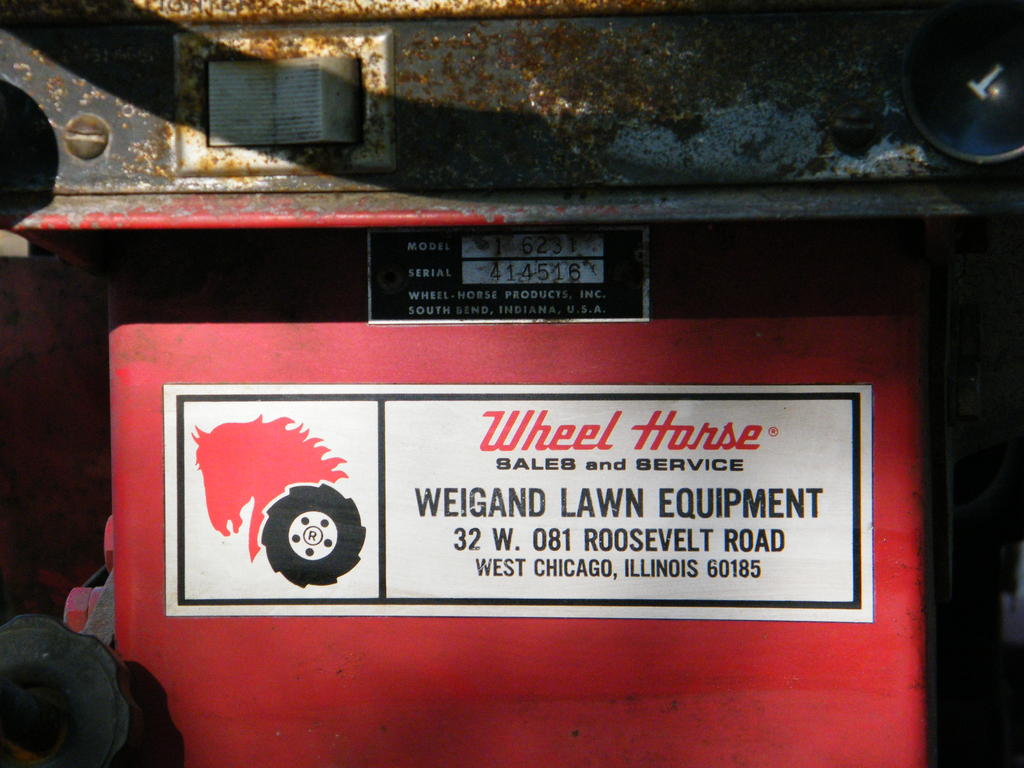 MODEL 1 6231
SERIAL 414516
WHEEL-HORSE PRODUCTS, INC.
SOUTH BEND, INDIANA, U.S.A.
Wheel Horse®
SALES and SERVICE
WEIGAND LAWN EQUIPMENT
32 W. 081 ROOSEVELT ROAD
WEST CHICAGO, ILLINOIS 60185
R